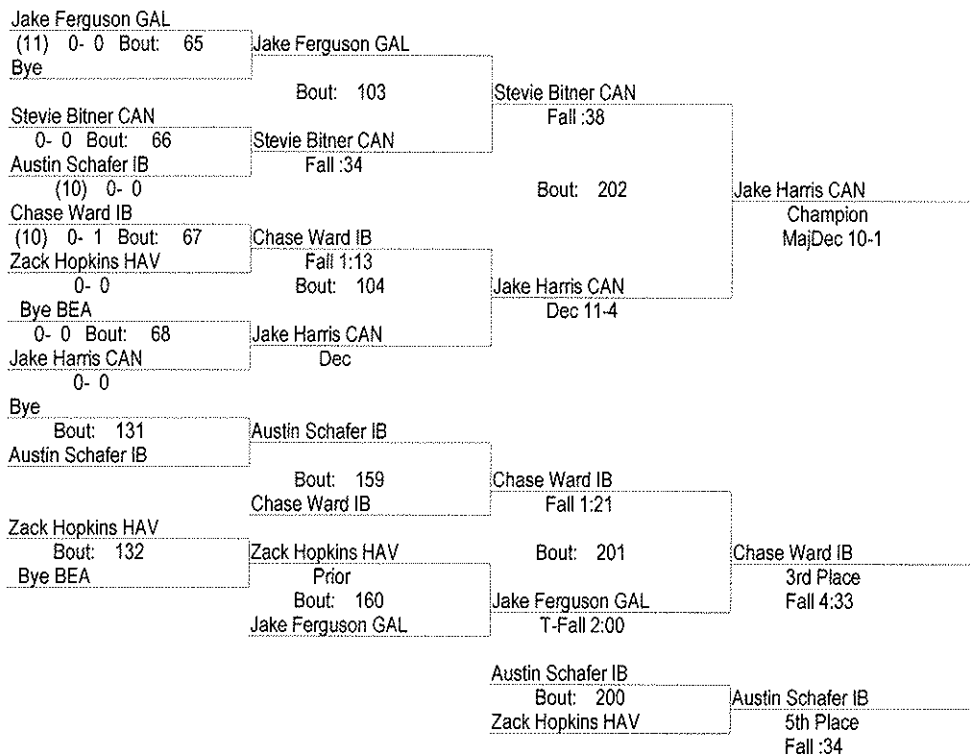 Jake Ferguson GAL
(11) 0- 0 Bout: 65
Bye
Jake Ferguson GAL
Bout: 103
Stevie Bitner CAN
0- 0 Bout: 66
Austin Schafer IB
(10) 0- 0
Stevie Bitner CAN
Fall :34
Stevie Bitner CAN
Fall :38
Bout: 202
Chase Ward IB
(10) 0- 1 Bout: 67
Zack Hopkins HAV
0- 0
Chase Ward IB
Fall 1:13
Bout: 104
Bye BEA
0- 0 Bout: 68
Jake Harris CAN
0- 0
Jake Harris CAN
Dec
Jake Harris CAN
Dec 11-4
Jake Harris CAN
Champion
MajDec 10-1
Bye
Bout: 131
Austin Schafer IB
Austin Schafer IB
Bout: 159
Chase Ward IB
Chase Ward IB
Fall 1:21
Bout: 201
Zack Hopkins HAV
Bout: 132
Bye BEA
Zack Hopkins HAV
Prior
Bout: 160
Jake Ferguson GAL
Jake Ferguson GAL
T-Fall 2:00
Chase Ward IB
3rd Place
Fall 4:33
Austin Schafer IB
Bout: 200
Zack Hopkins HAV
Austin Schafer IB
5th Place
Fall :34